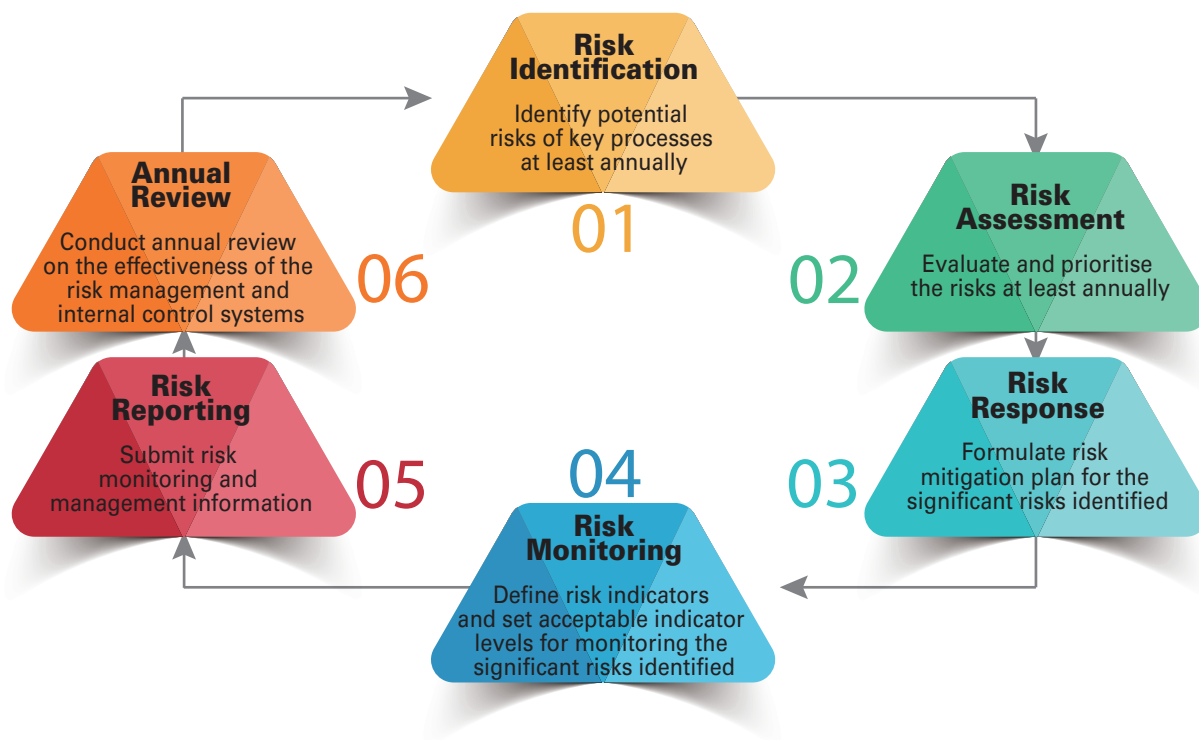 Risk
Identification
Identify potential
risks of key processes
at least annually
01
Risk
Assessment
Evaluate and prioritise
the risks at least annually
02
Risk
Response
Formulate risk
mitigation plan for the
significant risks identified
03
04
Risk
Monitoring
Define risk indicators
and set acceptable indicator
levels for monitoring the
significant risks identified
Risk
Reporting
Submit risk
monitoring and
management information
05
Annual
Review
Conduct annual review
on the effectiveness of the
risk management and
internal control systems
06